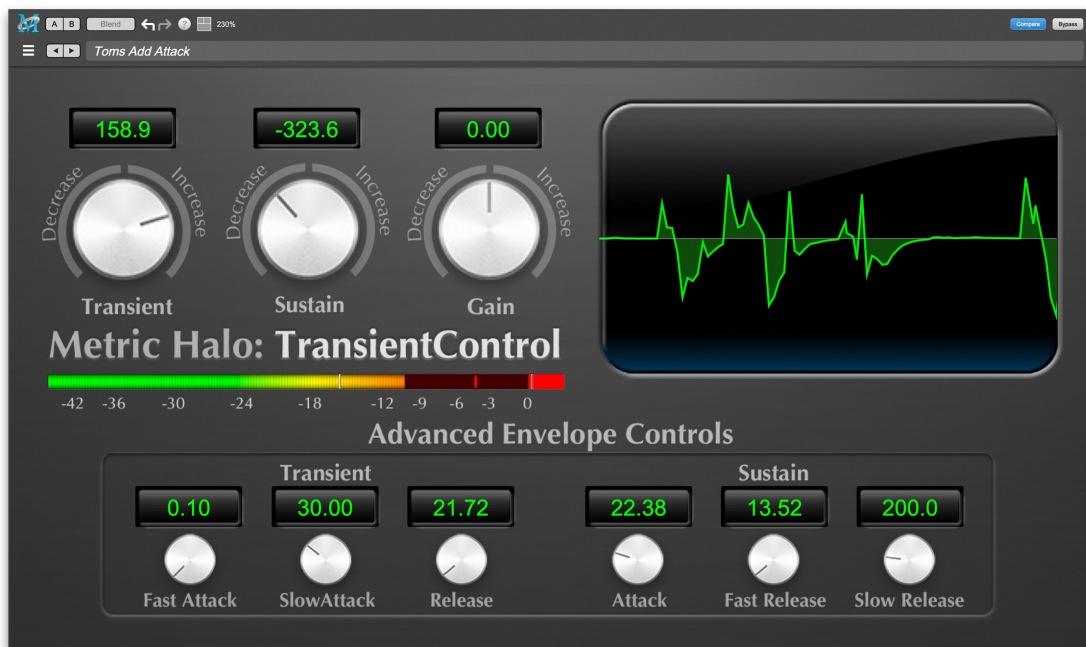 A B Blend ? 230% Compare Bypass
Toms Add Attack
158.9 -323.6 0.00
Decrease Increase Decrease Increase Decrease Increase
Transient Sustain Gain
Metric Halo: TransientControl
-42 -36 -30 -24 -18 -12 -9 -6 -3 0
Advanced Envelope Controls
Transient Sustain
0.10 30.00 21.72 22.38 13.52 200.0
Fast Attack SlowAttack Release Attack Fast Release Slow Release